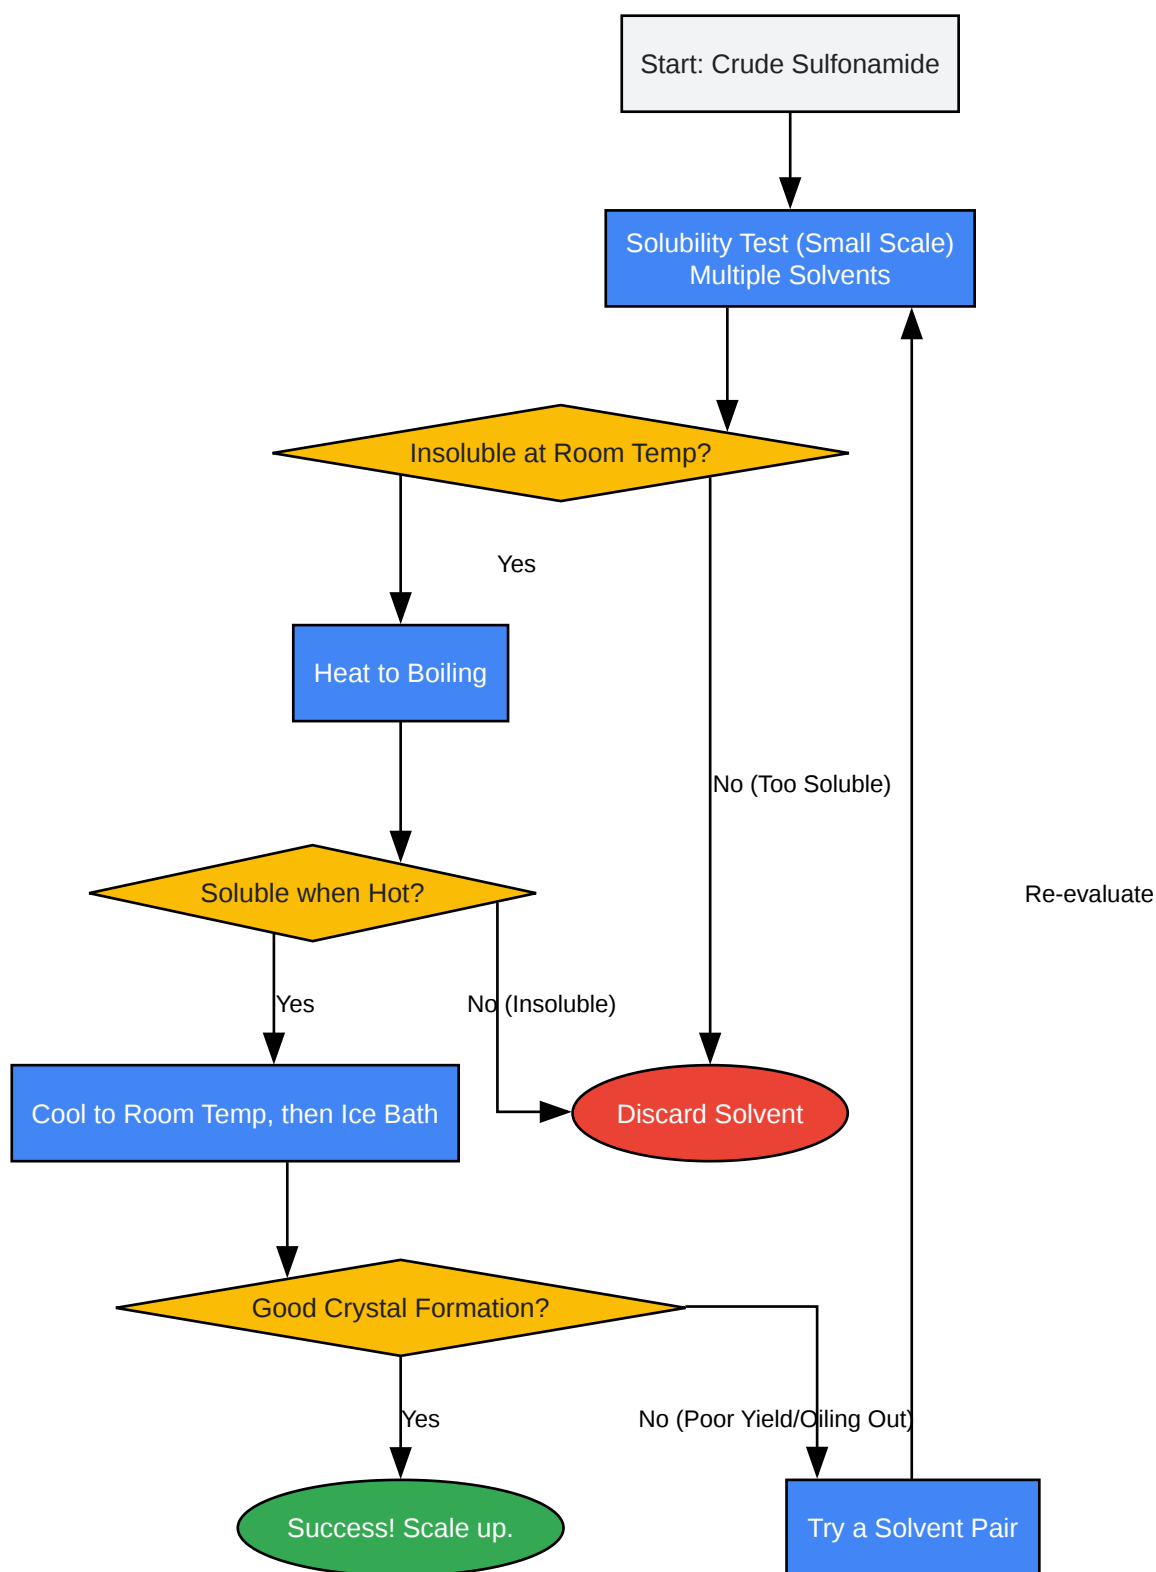 Start: Crude Sulfonamide
Solubility Test (Small Scale)
Multiple Solvents
Insoluble at Room Temp?
Yes
Heat to Boiling
No (Too Soluble)
Soluble when Hot?
Re-evaluate
Yes
No (Insoluble)
Cool to Room Temp, then Ice Bath
Discard Solvent
Good Crystal Formation?
Yes
No (Poor Yield/Oiling Out)
Success! Scale up.
Try a Solvent Pair